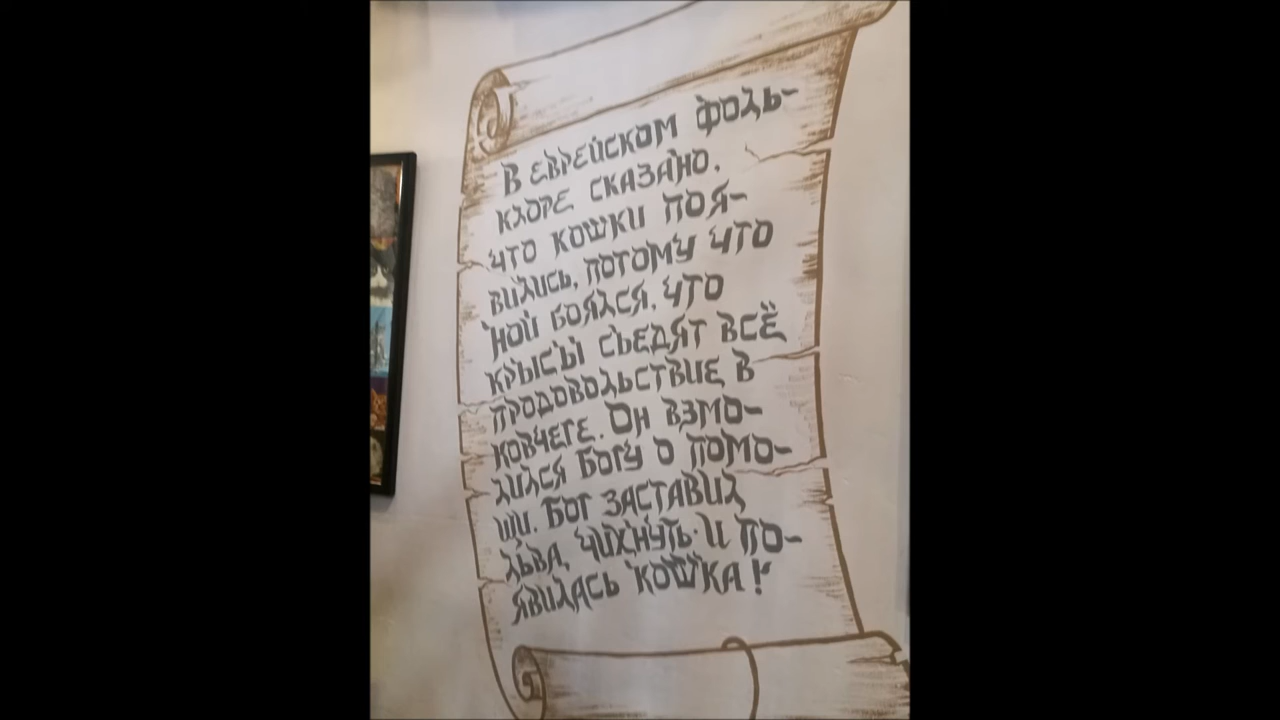 В еврейском фоль-
клоре сказано,
что кошки поя-
вились, потому что
Ной боялся, что
крысы съедят всё
продовольствие в
ковчеге. Он взмо-
лился Богу о помо-
щи. Бог заставил
льва чихнуть и по-
явилась кошка!